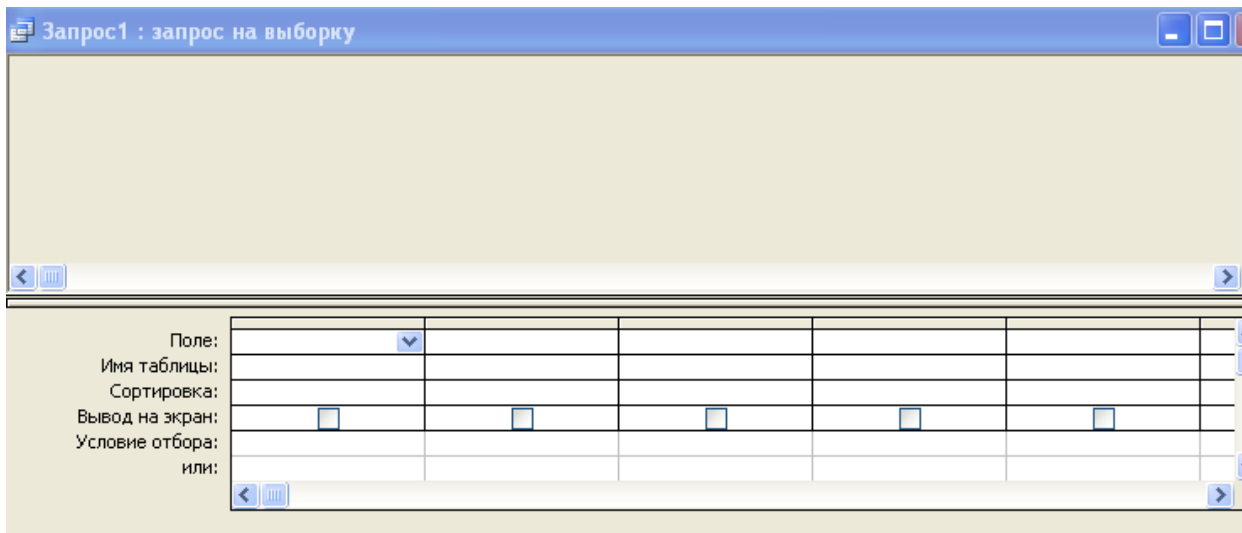 Запрос1 : запрос на выборку
Поле:
Имя таблицы:
Сортировка:
Вывод на экран:
Условие отбора:
или: